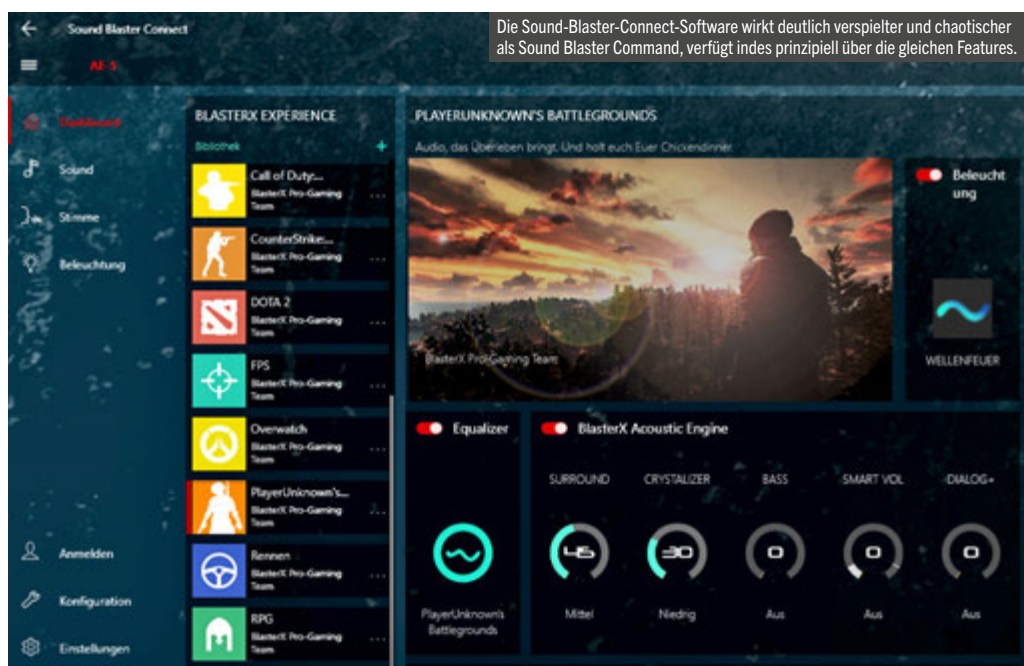 Die Sound-Blaster-Connect-Software wirkt deutlich verspielter und chaotischer
als Sound Blaster Command, verfügt indes prinzipiell über die gleichen Features.
Sound Blaster Connect
AE-5
Dashboard
Sound
Stimme
Beleuchtung
Anmelden
Konfiguration
Einstellungen
BLASTERX EXPERIENCE
Bibliothek
+
Call of Duty:...
BlasterX Pro-Gaming
Team
...
CounterStrike:...
BlasterX Pro-Gaming
Team
...
DOTA 2
BlasterX Pro-Gaming
Team
...
FPS
BlasterX Pro-Gaming
Team
...
Overwatch
BlasterX Pro-Gaming
Team
...
PlayerUnknown's...
BlasterX Pro-Gaming
Team
...
Rennen
BlasterX Pro-Gaming
Team
...
RPG
BlasterX Pro-Gaming
Team
...
PLAYERUNKNOWN'S BATTLEGROUNDS
Audio, das Überleben bringt. Und holt euch Euer Chickendinner.
BlasterX Pro-Gaming Team
Beleucht
ung
WELLENFEUER
Equalizer
PlayerUnknown's
Battlegrounds
BlasterX Acoustic Engine
SURROUND
45
Mittel
CRYSTALIZER
30
Niedrig
BASS
0
Aus
SMART VOL
0
Aus
DIALOG+
0
Aus